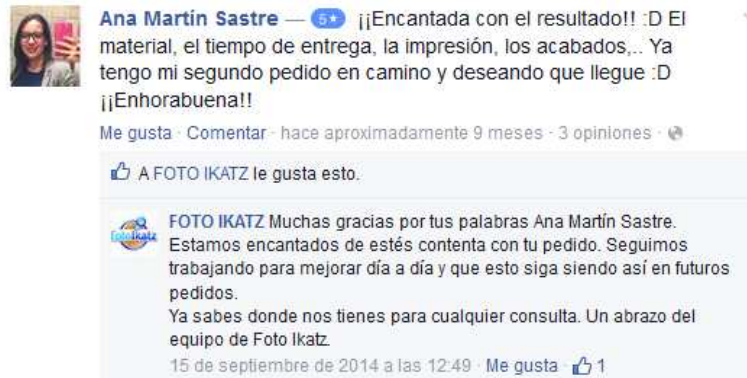 Ana Martín Sastre — 5★ ¡¡Encantada con el resultado!! :D El
material, el tiempo de entrega, la impresión, los acabados,.. Ya
tengo mi segundo pedido en camino y deseando que llegue :D
¡¡Enhorabuena!!
Me gusta · Comentar · hace aproximadamente 9 meses · 3 opiniones ·
A FOTO IKATZ le gusta esto.
FotoIkatz
FOTO IKATZ Muchas gracias por tus palabras Ana Martín Sastre.
Estamos encantados de estés contenta con tu pedido. Seguimos
trabajando para mejorar día a día y que esto siga siendo así en futuros
pedidos.
Ya sabes donde nos tienes para cualquier consulta. Un abrazo del
equipo de Foto Ikatz.
15 de septiembre de 2014 a las 12:49 · Me gusta · 1